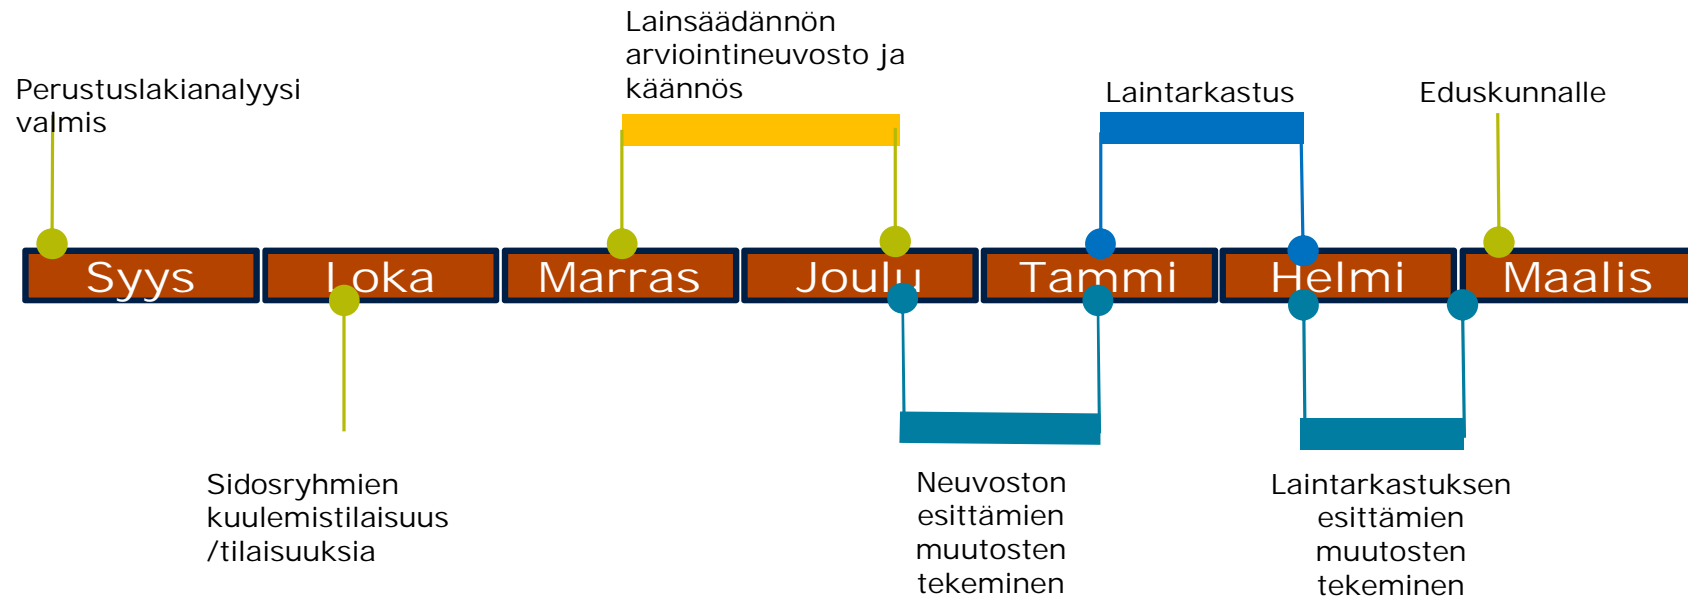 Lainsäädännön
arviointineuvosto ja
käännös
Perustuslakianalyysi
valmis
Laintarkastus
Eduskunnalle
Syys
Loka
Marras
Joulu
Tammi
Helmi
Maalis
Sidosryhmien
kuulemistilaisuus
/tilaisuuksia
Neuvoston
esittämien
muutosten
tekeminen
Laintarkastuksen
esittämien
muutosten
tekeminen